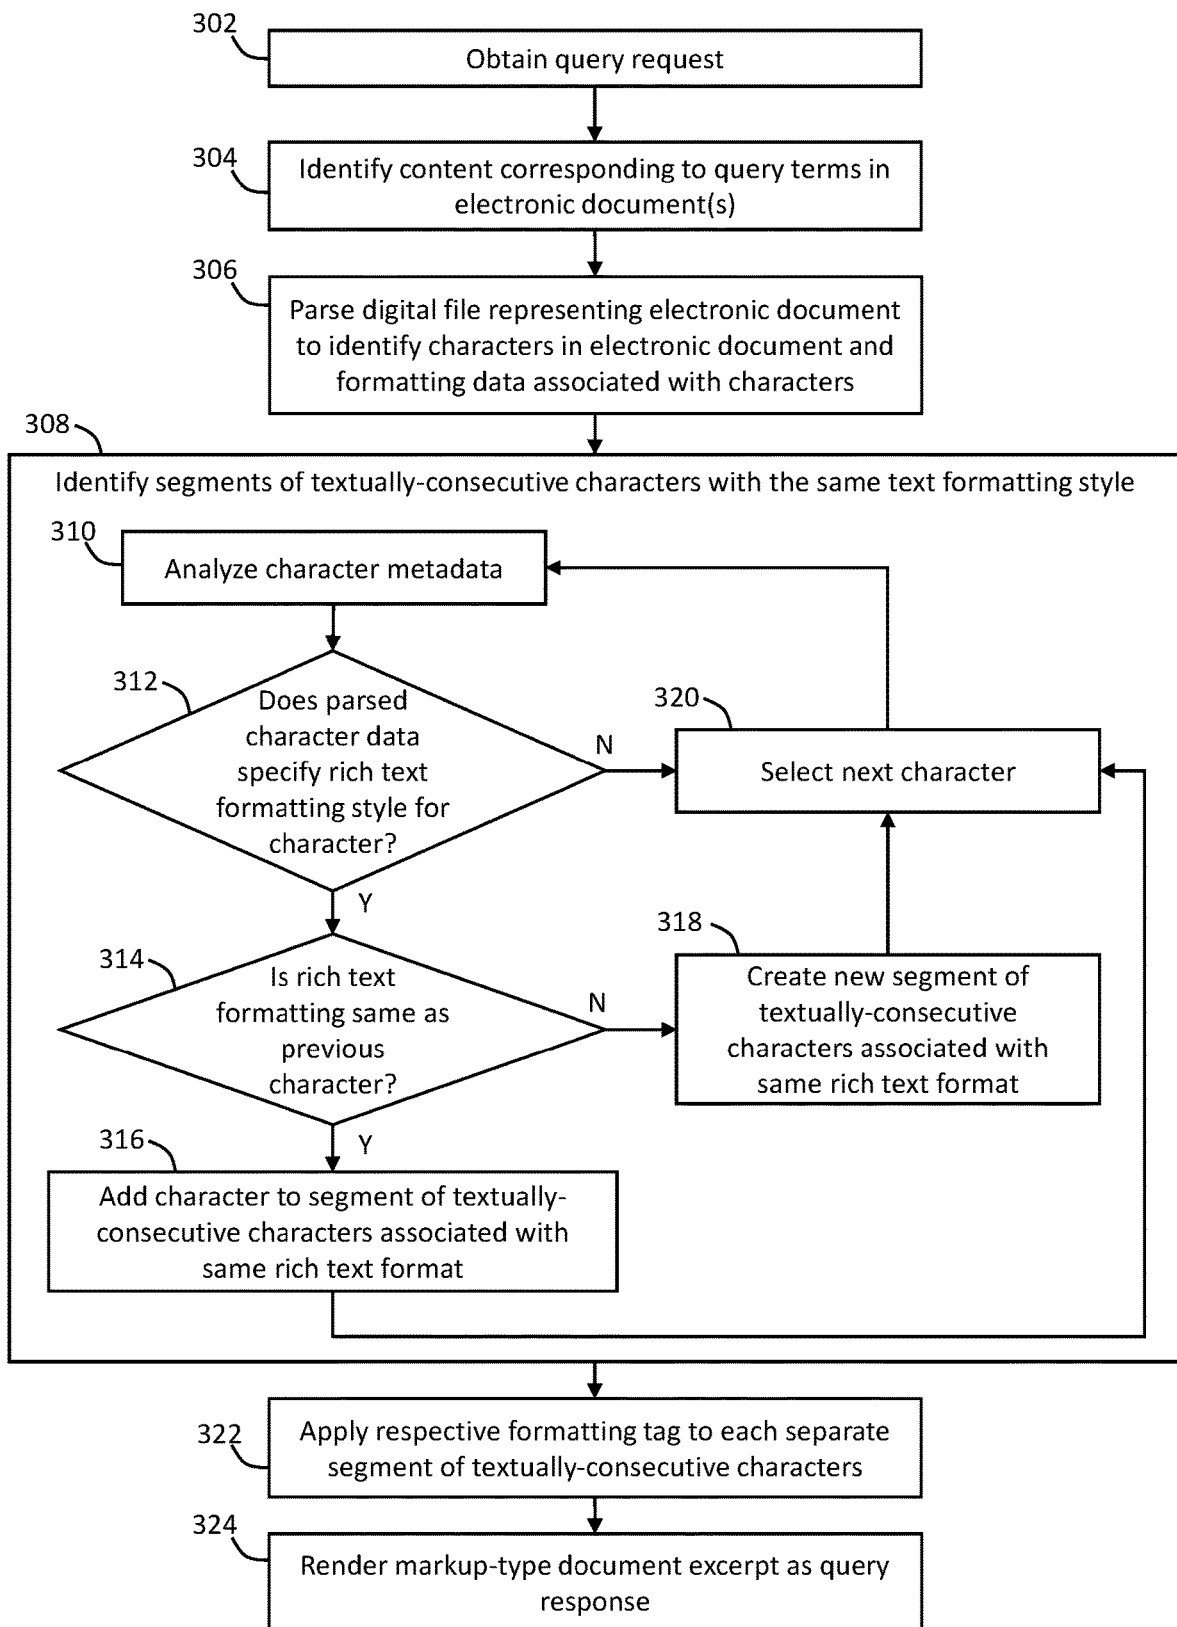 302
Obtain query request
304
Identify content corresponding to query terms in
electronic document(s)
306
Parse digital file representing electronic document
to identify characters in electronic document and
formatting data associated with characters
308
Identify segments of textually-consecutive characters with the same text formatting style
310
Analyze character metadata
312
Does parsed
character data
specify rich text
formatting style for
character?
N
320
Select next character
Y
314
Is rich text
formatting same as
previous
character?
N
318
Create new segment of
textually-consecutive
characters associated with
same rich text format
Y
316
Add character to segment of textually-
consecutive characters associated with
same rich text format
322
Apply respective formatting tag to each separate
segment of textually-consecutive characters
324
Render markup-type document excerpt as query
response